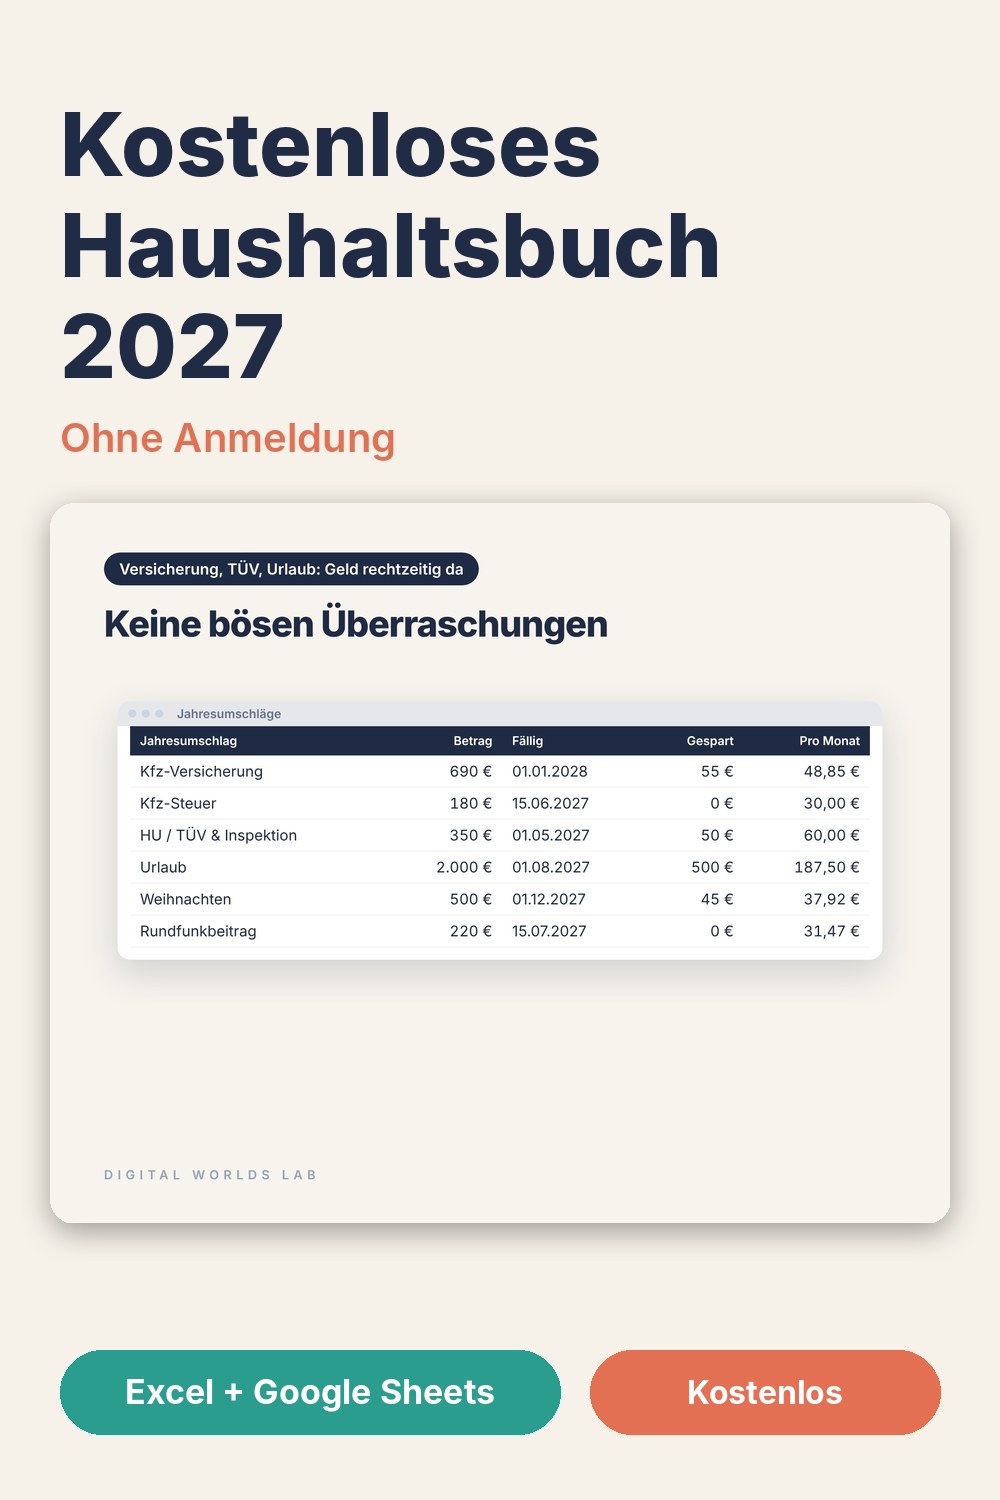 Kostenloses
Haushaltsbuch
2027
Ohne Anmeldung
Versicherung, TÜV, Urlaub: Geld rechtzeitig da
Keine bösen Überraschungen
Jahresumschläge
Jahresumschlag Betrag Fällig Gespart Pro Monat
Kfz-Versicherung 690 € 01.01.2028 55 € 48,85 €
Kfz-Steuer 180 € 15.06.2027 0 € 30,00 €
HU / TÜV & Inspektion 350 € 01.05.2027 50 € 60,00 €
Urlaub 2.000 € 01.08.2027 500 € 187,50 €
Weihnachten 500 € 01.12.2027 45 € 37,92 €
Rundfunkbeitrag 220 € 15.07.2027 0 € 31,47 €
DIGITAL WORLDS LAB
Excel + Google Sheets Kostenlos